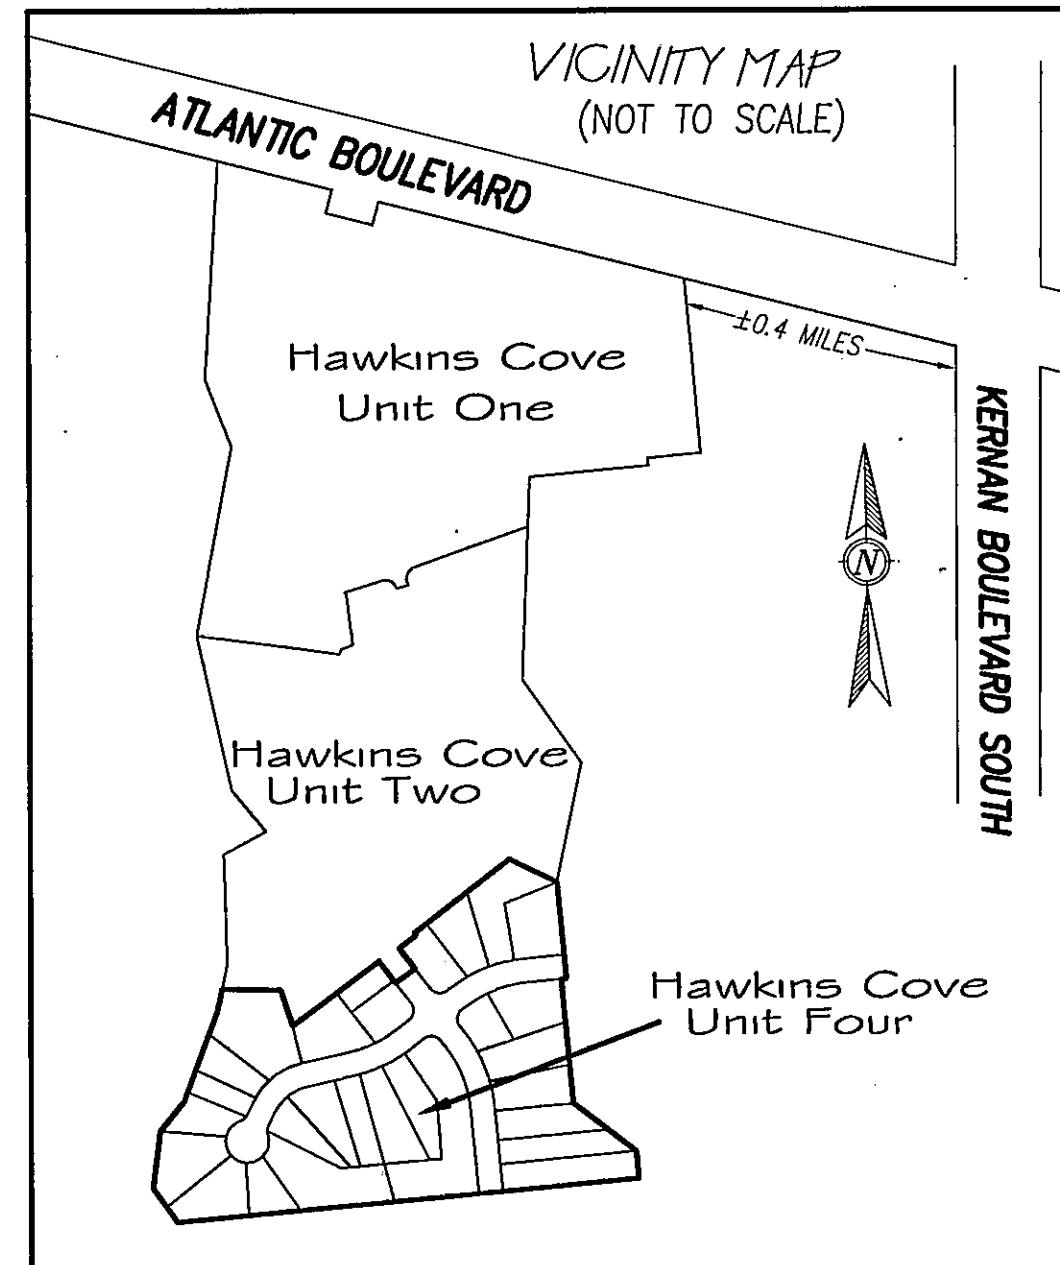 VICINITY MAP
(NOT TO SCALE)
ATLANTIC BOULEVARD
±0.4 MILES
Hawkins Cove
Unit One
KERNAN BOULEVARD SOUTH
N
Hawkins Cove
Unit Two
Hawkins Cove
Unit Four